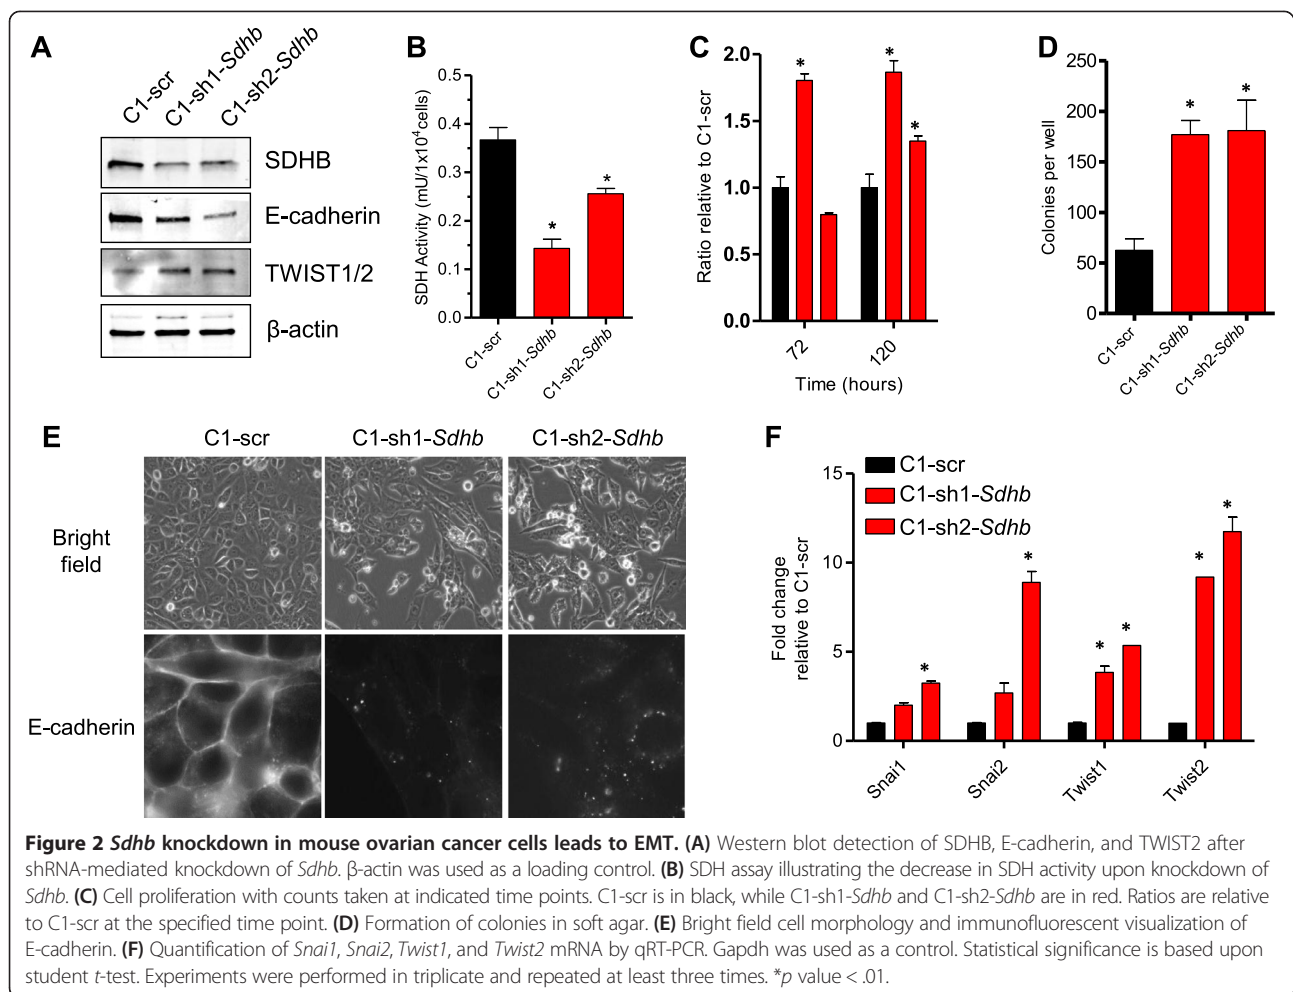 A
C1-scr
C1-sh1-Sdhb
C1-sh2-Sdhb
SDHB
E-cadherin
TWIST1/2
β-actin
B
SDH Activity (mU/1x10⁴cells)
0.5
0.4
0.3
0.2
0.1
0.0
*
*
C1-scr
C1-sh1-Sdhb
C1-sh2-Sdhb
C
Ratio relative to C1-scr
2.0
1.5
1.0
0.5
0.0
*
*
*
72
120
Time (hours)
D
Colonies per well
250
200
150
100
50
0
*
*
C1-scr
C1-sh1-Sdhb
C1-sh2-Sdhb
E
C1-scr
C1-sh1-Sdhb
C1-sh2-Sdhb
Bright
field
E-cadherin
F
C1-scr
C1-sh1-Sdhb
C1-sh2-Sdhb
Fold change
relative to C1-scr
15
10
5
0
*
*
*
*
*
*
Snai1
Snai2
Twist1
Twist2
Figure 2 Sdhb knockdown in mouse ovarian cancer cells leads to EMT. (A) Western blot detection of SDHB, E-cadherin, and TWIST2 after
shRNA-mediated knockdown of Sdhb. β-actin was used as a loading control. (B) SDH assay illustrating the decrease in SDH activity upon knockdown of
Sdhb. (C) Cell proliferation with counts taken at indicated time points. C1-scr is in black, while C1-sh1-Sdhb and C1-sh2-Sdhb are in red. Ratios are relative
to C1-scr at the specified time point. (D) Formation of colonies in soft agar. (E) Bright field cell morphology and immunofluorescent visualization of
E-cadherin. (F) Quantification of Snai1, Snai2, Twist1, and Twist2 mRNA by qRT-PCR. Gapdh was used as a control. Statistical significance is based upon
student t-test. Experiments were performed in triplicate and repeated at least three times. *p value < .01.